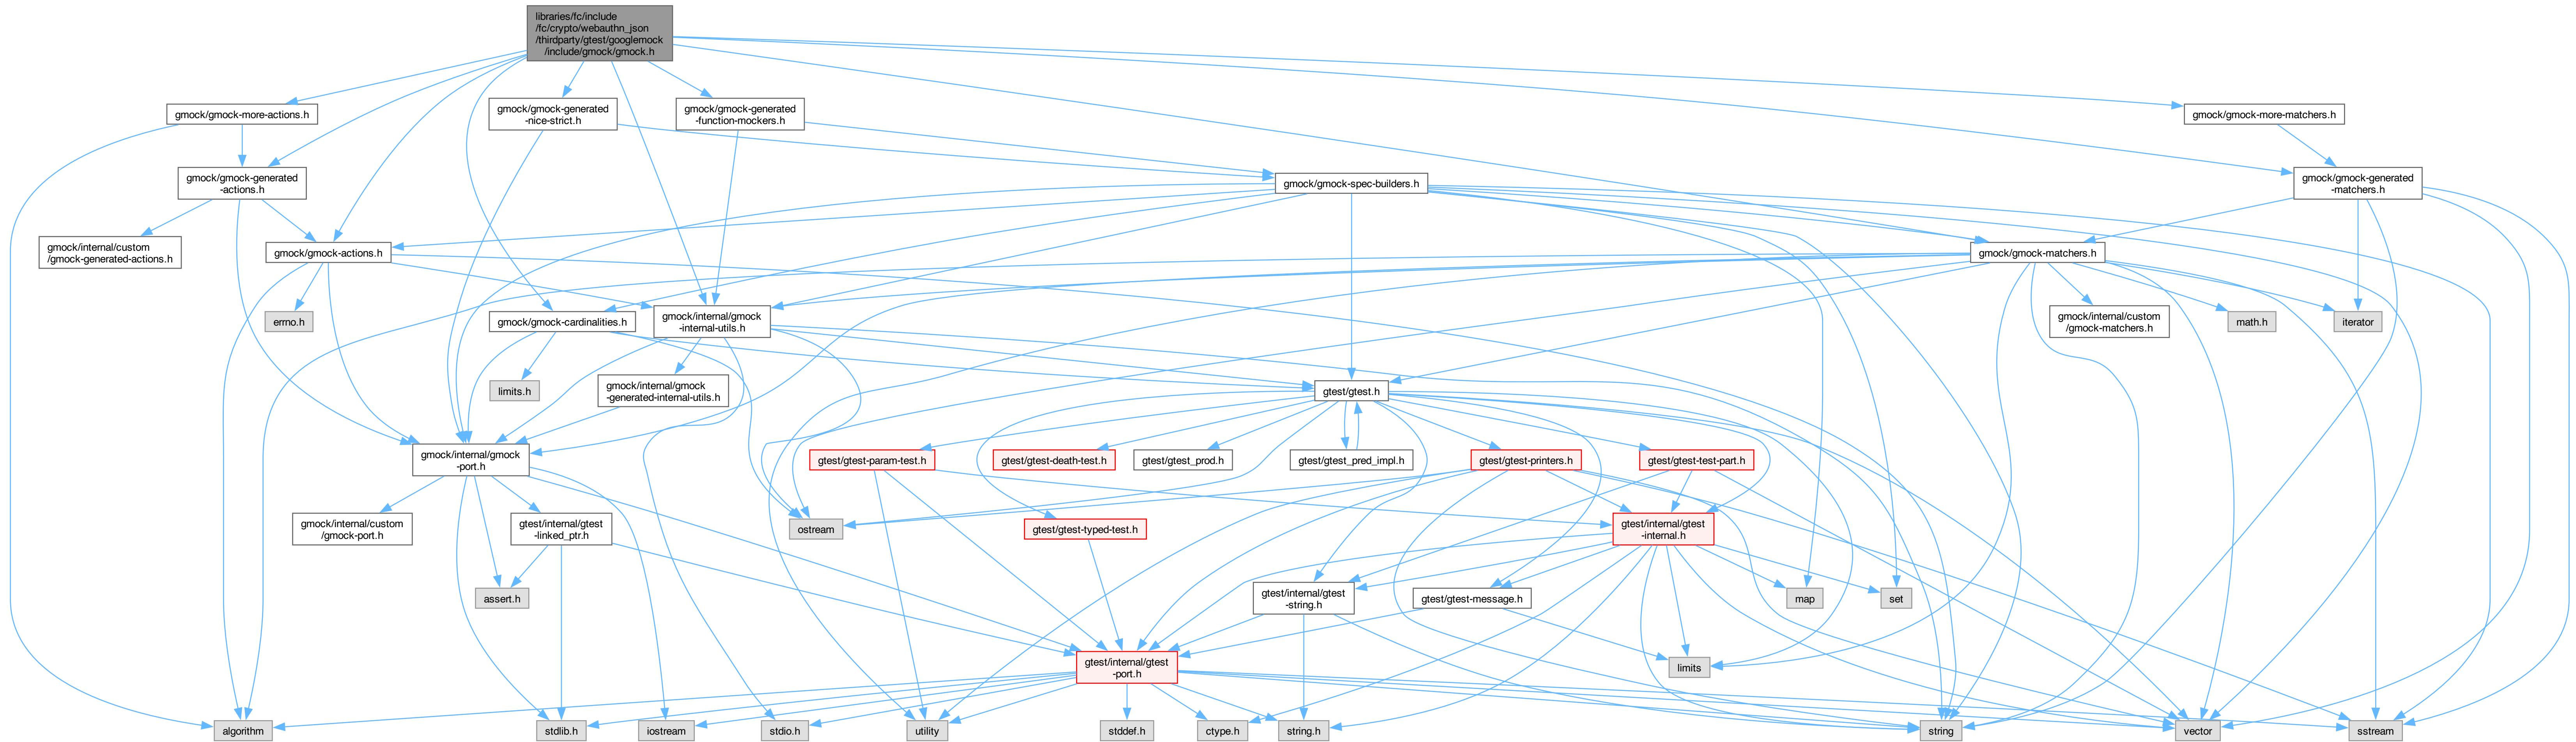 libraries/fc/include
/fc/crypto/webauthn_json
/thirdparty/gtest/googlemock
/include/gmock/gmock.h
gmock/gmock-more-actions.h
gmock/gmock-generated
-nice-strict.h
gmock/gmock-generated
-function-mockers.h
gmock/gmock-more-matchers.h
gmock/gmock-generated
-actions.h
gmock/gmock-spec-builders.h
gmock/gmock-generated
-matchers.h
gmock/internal/custom
/gmock-generated-actions.h
gmock/gmock-actions.h
gmock/gmock-matchers.h
errno.h
gmock/gmock-cardinalities.h
gmock/internal/gmock
-internal-utils.h
gmock/internal/custom
/gmock-matchers.h
math.h
iterator
limits.h
gmock/internal/gmock
-generated-internal-utils.h
gtest/gtest.h
gmock/internal/gmock
-port.h
gtest/gtest-param-test.h
gtest/gtest-death-test.h
gtest/gtest_prod.h
gtest/gtest_pred_impl.h
gtest/gtest-printers.h
gtest/gtest-test-part.h
gmock/internal/custom
/gmock-port.h
gtest/internal/gtest
-linked_ptr.h
ostream
gtest/gtest-typed-test.h
gtest/internal/gtest
-internal.h
assert.h
gtest/internal/gtest
-string.h
gtest/gtest-message.h
map
set
gtest/internal/gtest
-port.h
limits
algorithm
stdlib.h
iostream
stdio.h
utility
stddef.h
ctype.h
string.h
string
vector
sstream